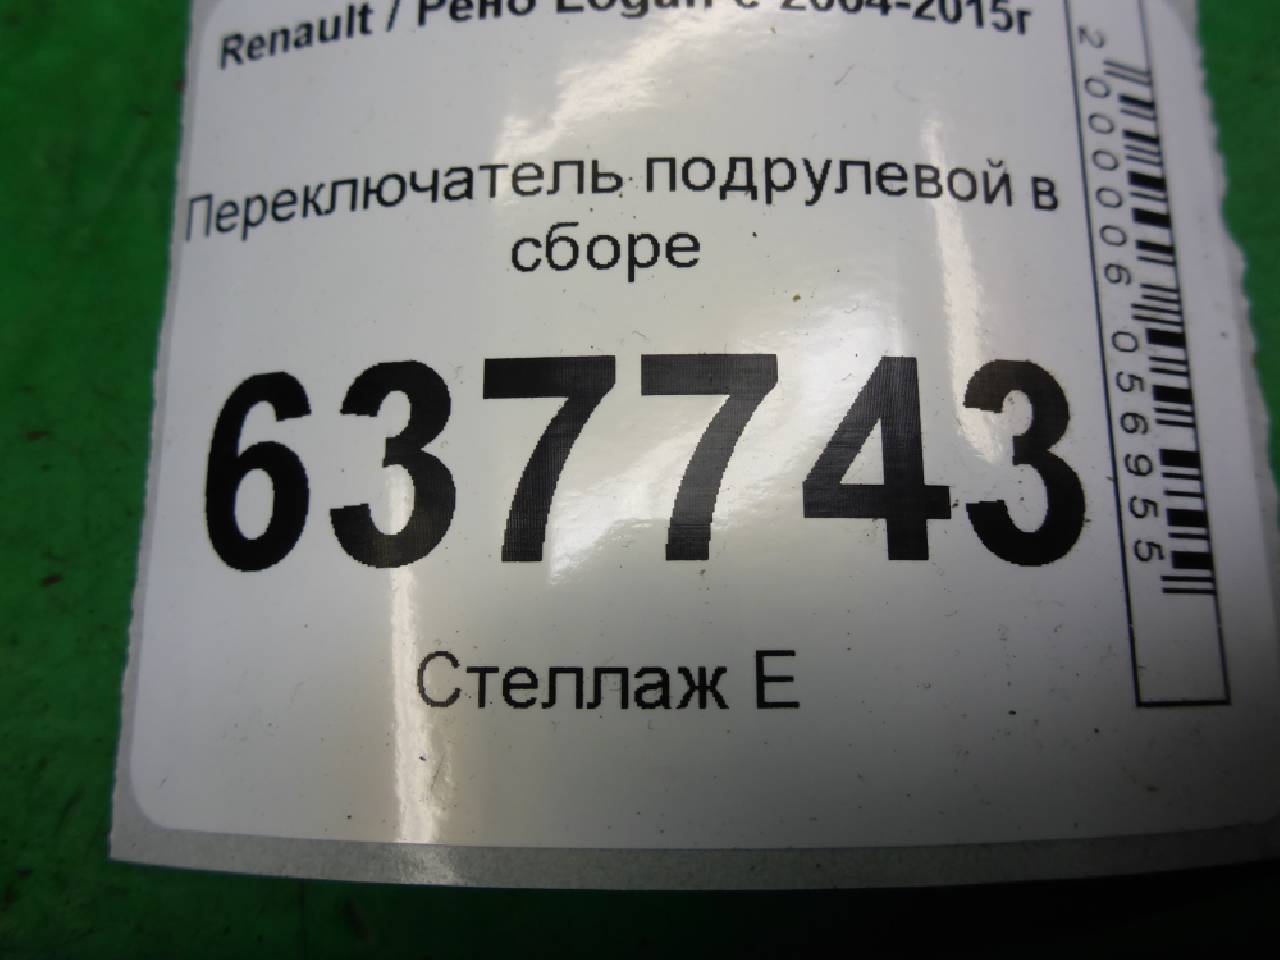 Renault / Рено Logan с 2004-2015г
Переключатель подрулевой в
сборе
637743
Стеллаж Е
2000006056955